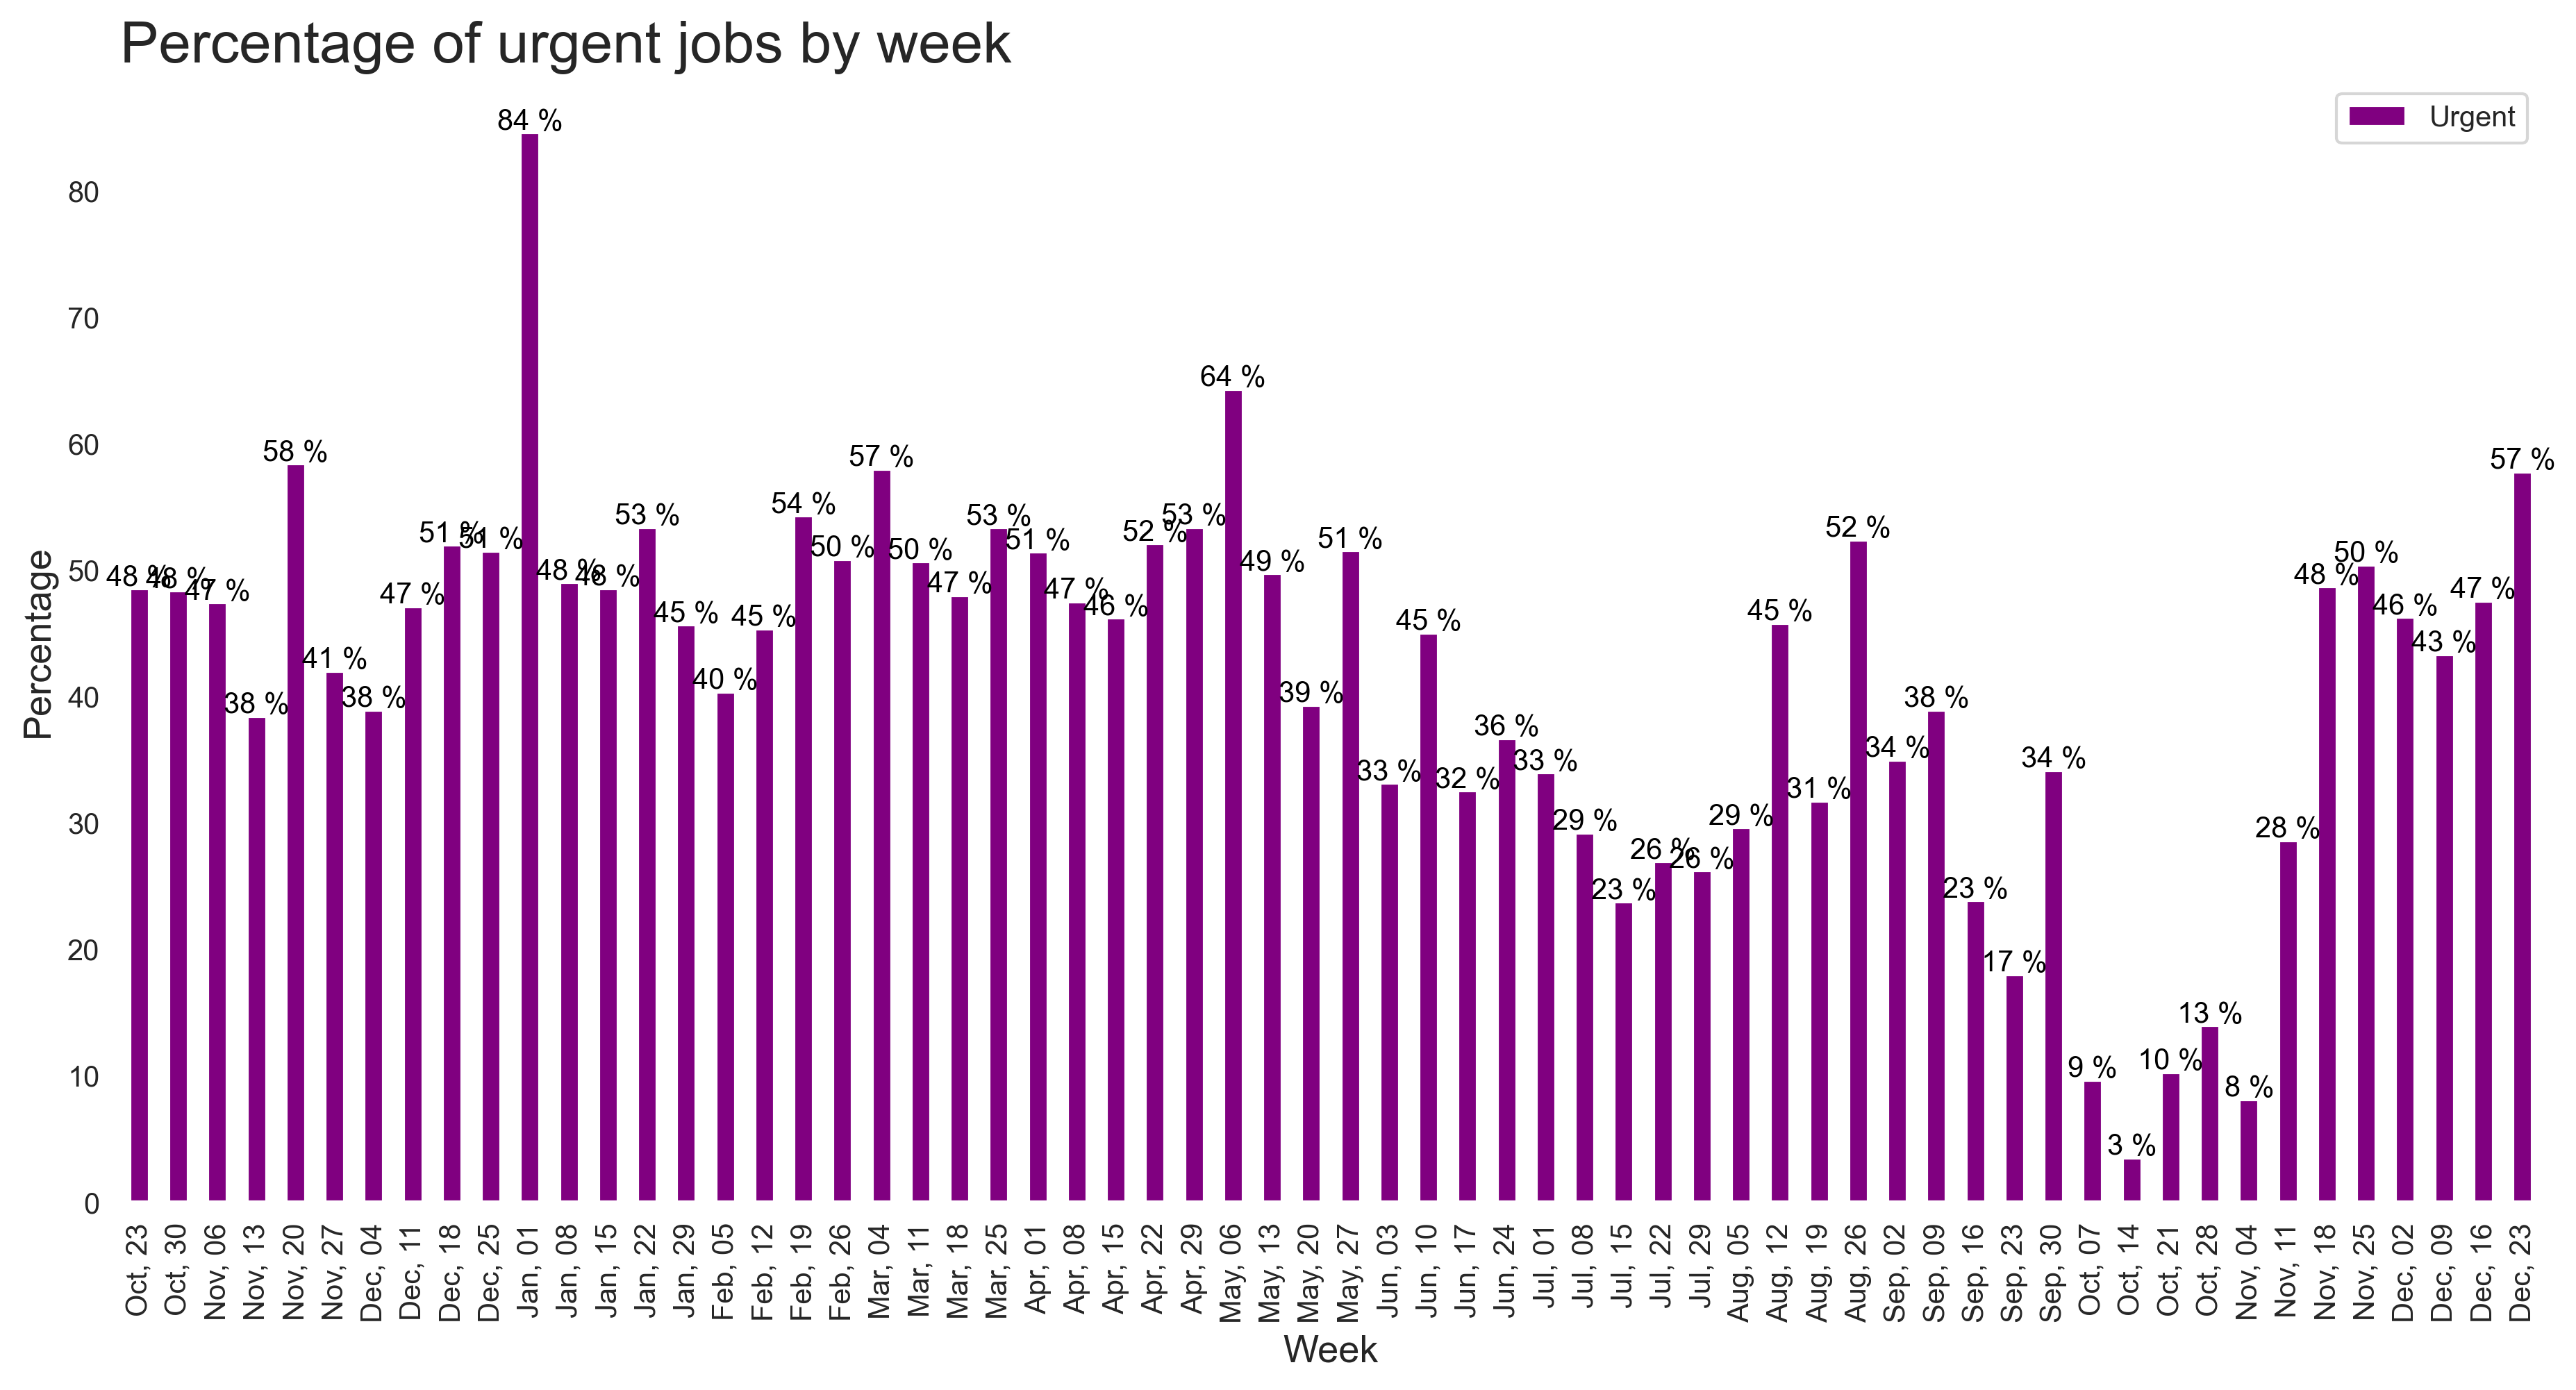 Percentage of urgent jobs by week
Urgent
Percentage
80
70
60
50
40
30
20
10
0
48 %
48 %
47 %
38 %
58 %
41 %
38 %
47 %
51 %
51 %
84 %
48 %
48 %
53 %
45 %
40 %
45 %
54 %
50 %
57 %
50 %
47 %
53 %
51 %
47 %
46 %
52 %
53 %
64 %
49 %
39 %
51 %
33 %
45 %
32 %
36 %
33 %
29 %
23 %
26 %
26 %
29 %
45 %
31 %
52 %
34 %
38 %
23 %
17 %
34 %
9 %
3 %
10 %
13 %
8 %
28 %
48 %
50 %
46 %
43 %
47 %
57 %
Oct, 23
Oct, 30
Nov, 06
Nov, 13
Nov, 20
Nov, 27
Dec, 04
Dec, 11
Dec, 18
Dec, 25
Jan, 01
Jan, 08
Jan, 15
Jan, 22
Jan, 29
Feb, 05
Feb, 12
Feb, 19
Feb, 26
Mar, 04
Mar, 11
Mar, 18
Mar, 25
Apr, 01
Apr, 08
Apr, 15
Apr, 22
Apr, 29
May, 06
May, 13
May, 20
May, 27
Jun, 03
Jun, 10
Jun, 17
Jun, 24
Jul, 01
Jul, 08
Jul, 15
Jul, 22
Jul, 29
Aug, 05
Aug, 12
Aug, 19
Aug, 26
Sep, 02
Sep, 09
Sep, 16
Sep, 23
Sep, 30
Oct, 07
Oct, 14
Oct, 21
Oct, 28
Nov, 04
Nov, 11
Nov, 18
Nov, 25
Dec, 02
Dec, 09
Dec, 16
Dec, 23
Week